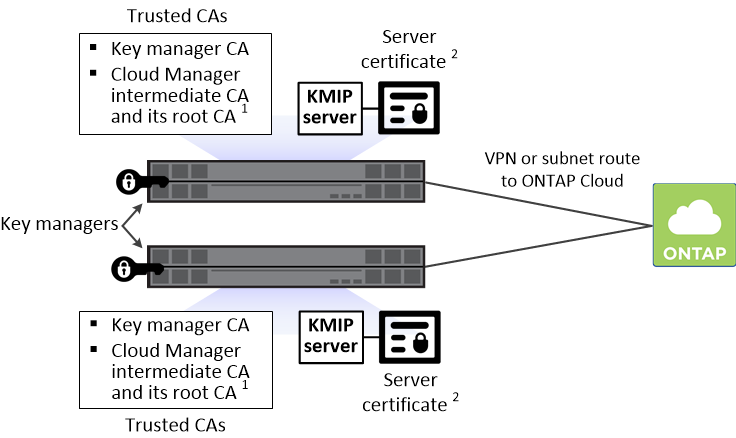 Trusted CAs
▪ Key manager CA
▪ Cloud Manager
intermediate CA
and its root CA 1
Server
certificate 2
KMIP
server
VPN or subnet route
to ONTAP Cloud
Key managers
ONTAP
▪ Key manager CA
▪ Cloud Manager
intermediate CA
and its root CA 1
Trusted CAs
KMIP
server
Server
certificate 2